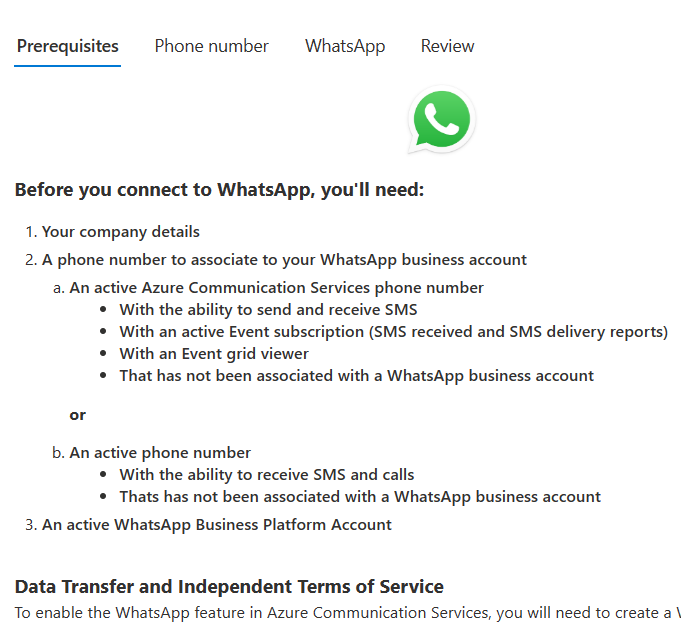 Prerequisites Phone number WhatsApp Review
Before you connect to WhatsApp, you'll need:
1. Your company details
2. A phone number to associate to your WhatsApp business account
a. An active Azure Communication Services phone number
• With the ability to send and receive SMS
• With an active Event subscription (SMS received and SMS delivery reports)
• With an Event grid viewer
• That has not been associated with a WhatsApp business account
or
b. An active phone number
• With the ability to receive SMS and calls
• Thats has not been associated with a WhatsApp business account
3. An active WhatsApp Business Platform Account
Data Transfer and Independent Terms of Service
To enable the WhatsApp feature in Azure Communication Services, you will need to create a